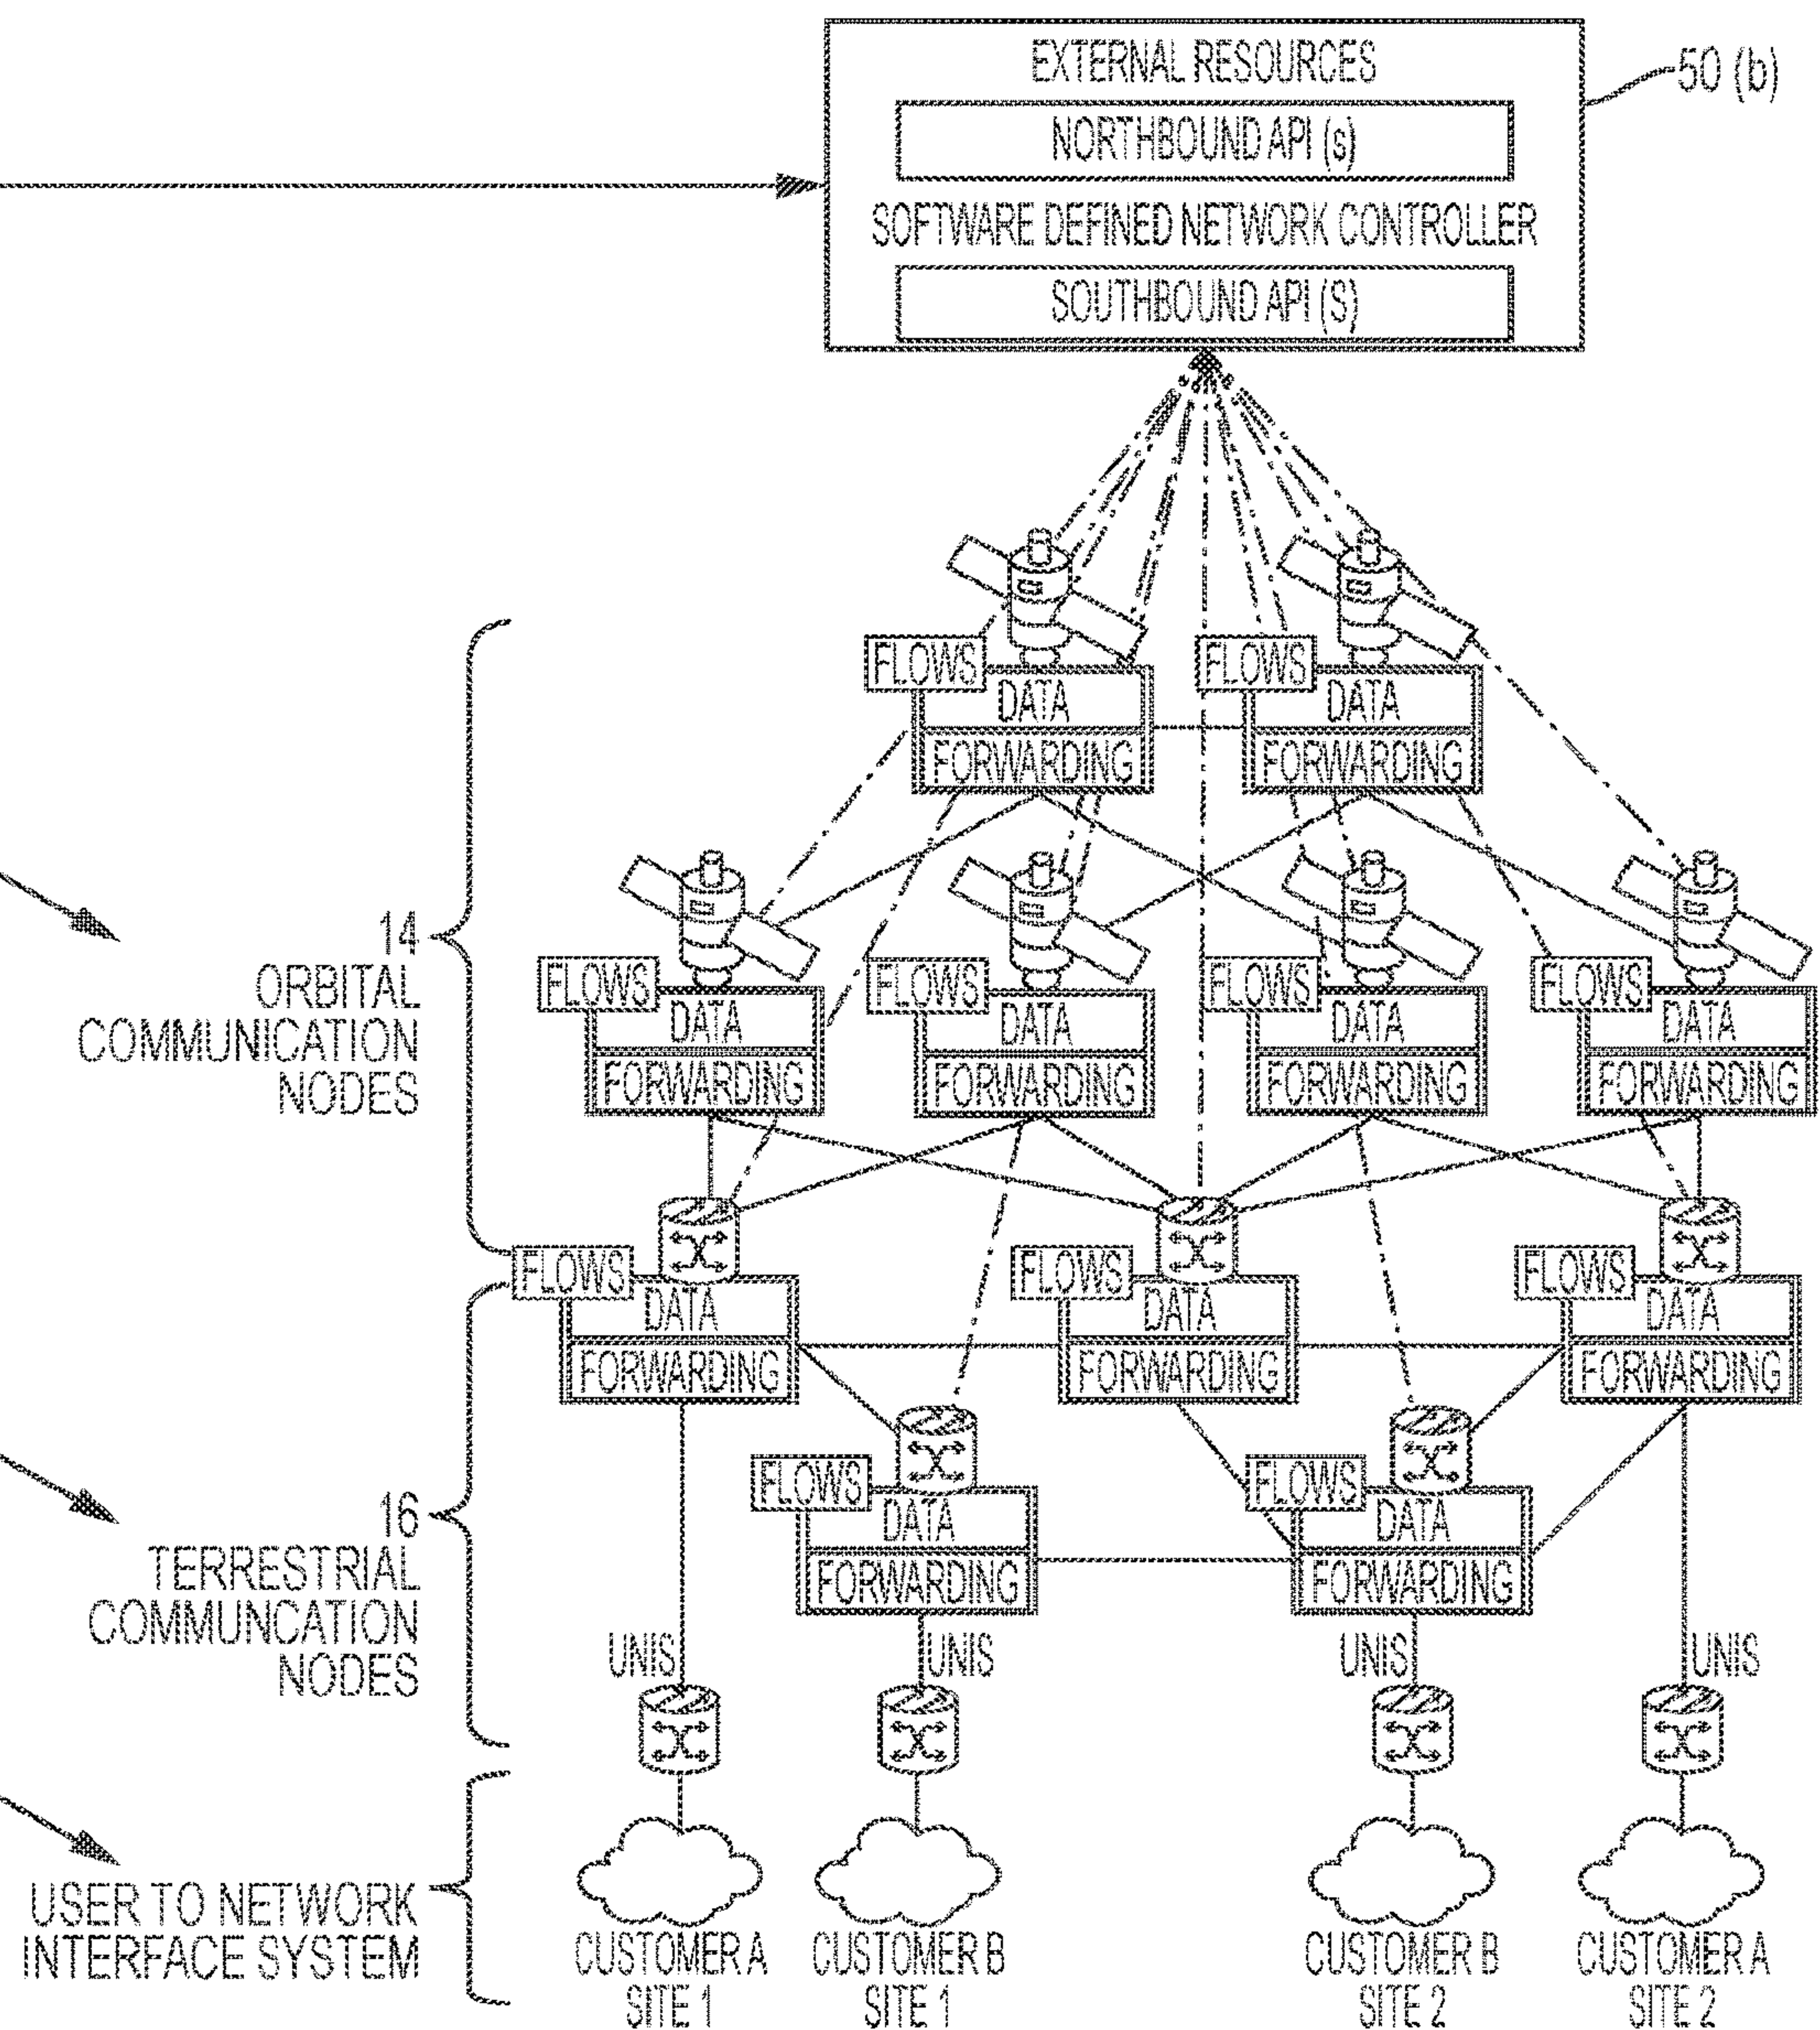 EXTERNAL RESOURCES
50 (b)
NORTHBOUND API (s)
SOFTWARE DEFINED NETWORK CONTROLLER
SOUTHBOUND API (S)
FLOWS
DATA
FORWARDING
FLOWS
DATA
FORWARDING
14
ORBITAL
COMMUNICATION
NODES
FLOWS
DATA
FORWARDING
FLOWS
DATA
FORWARDING
FLOWS
DATA
FORWARDING
FLOWS
DATA
FORWARDING
FLOWS
DATA
FORWARDING
FLOWS
DATA
FORWARDING
FLOWS
DATA
FORWARDING
16
TERRESTRIAL
COMMUNCATION
NODES
FLOWS
DATA
FORWARDING
FLOWS
DATA
FORWARDING
UNIS
UNIS
UNIS
UNIS
USER TO NETWORK
INTERFACE SYSTEM
CUSTOMER A
SITE 1
CUSTOMER B
SITE 1
CUSTOMER B
SITE 2
CUSTOMER A
SITE 2